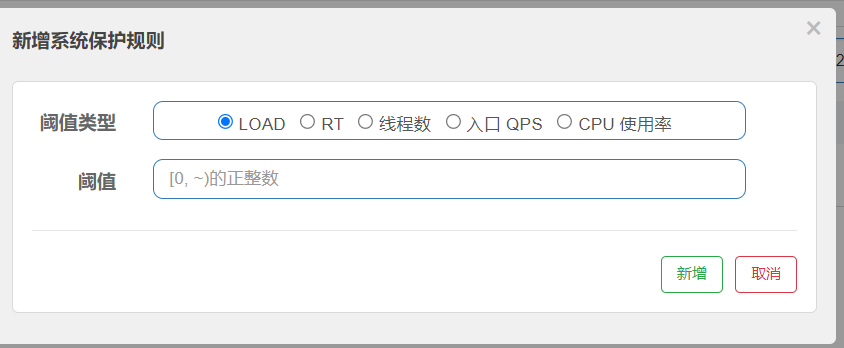 新增系统保护规则 ×
阈值类型 LOAD RT 线程数 入口 QPS CPU 使用率
阈值 [0, ~)的正整数
新增 取消
2